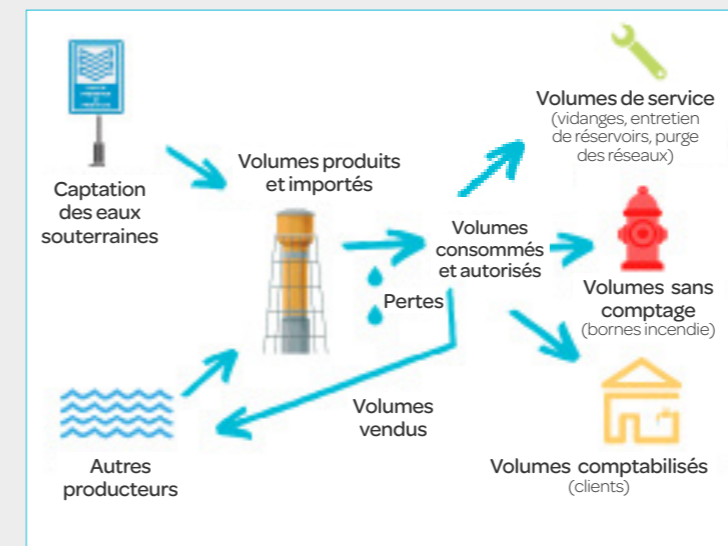 Captation
des eaux
souterraines
Volumes produits
et importés
Pertes
Volumes
consommés
et autorisés
Volumes de service
(vidanges, entretien
de réservoirs, purge
des réseaux)
Volumes sans
comptage
(bornes incendie)
Volumes comptabilisés
(clients)
Volumes
vendus
Autres
producteurs